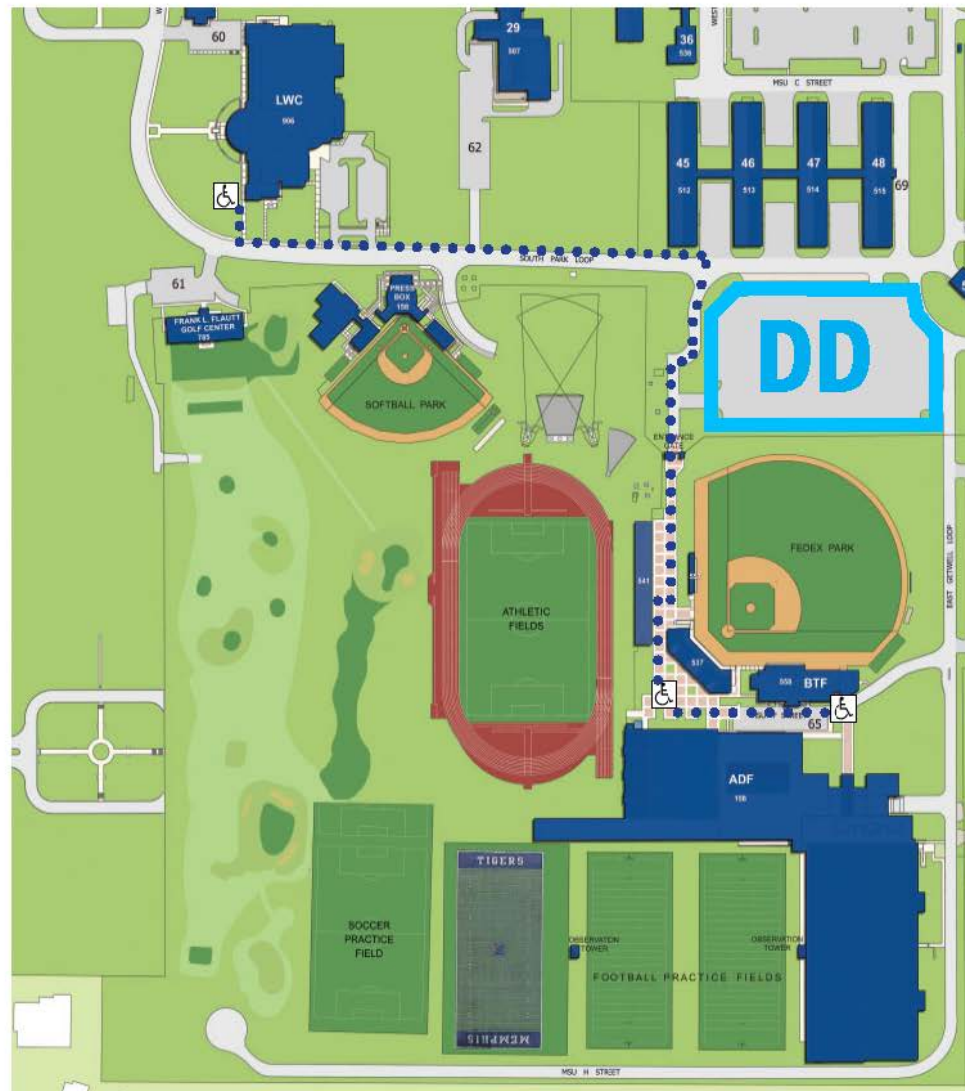 60
29
507
36
WEST
MSU C STREET
LWC
906
62
45
46
47
48
69
512
513
514
515
SOUTH PARK LOOP
61
PRESS
BOX
FRANK L. FLAUTT
GOLF CENTER
785
DD
SOFTBALL PARK
ENTRANCE
GATE
FEDEX PARK
EAST GETWELL LOOP
541
ATHLETIC
FIELDS
537
558
BTF
65
ADF
TIGERS
SOCCER
PRACTICE
FIELD
OBSERVATION
TOWER
OBSERVATION
TOWER
FOOTBALL PRACTICE FIELDS
MEMPHIS
MSU H STREET